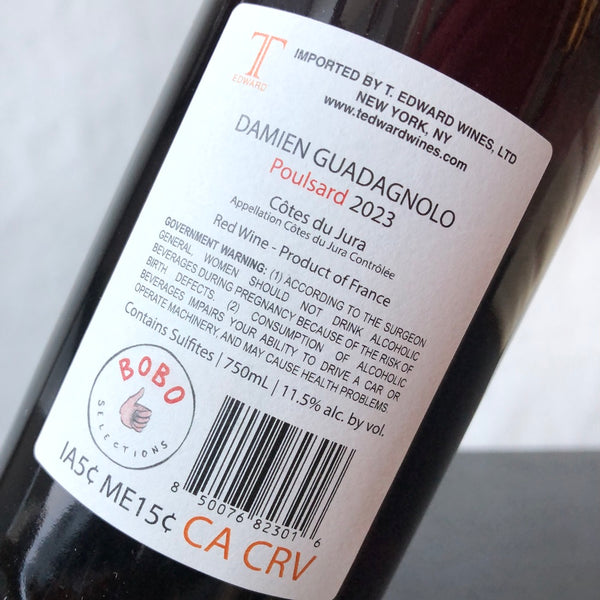 T
EDWARD
IMPORTED BY T. EDWARD WINES, LTD
NEW YORK, NY
www.tedwardwines.com
DAMIEN GUADAGNOLO
Poulsard 2023
Côtes du Jura
Appellation Côtes du Jura Contrôlée
Red Wine - Product of France
GOVERNMENT WARNING: (1) ACCORDING TO THE SURGEON
GENERAL, WOMEN SHOULD NOT DRINK ALCOHOLIC
BEVERAGES DURING PREGNANCY BECAUSE OF THE RISK OF
BIRTH DEFECTS. (2) CONSUMPTION OF ALCOHOLIC
BEVERAGES IMPAIRS YOUR ABILITY TO DRIVE A CAR OR
OPERATE MACHINERY AND MAY CAUSE HEALTH PROBLEMS
Contains Sulfites | 750mL | 11.5% alc. by vol.
BOBO
SELECTIONS
8 50076 82301 6
IA5¢ ME15¢ CA CRV